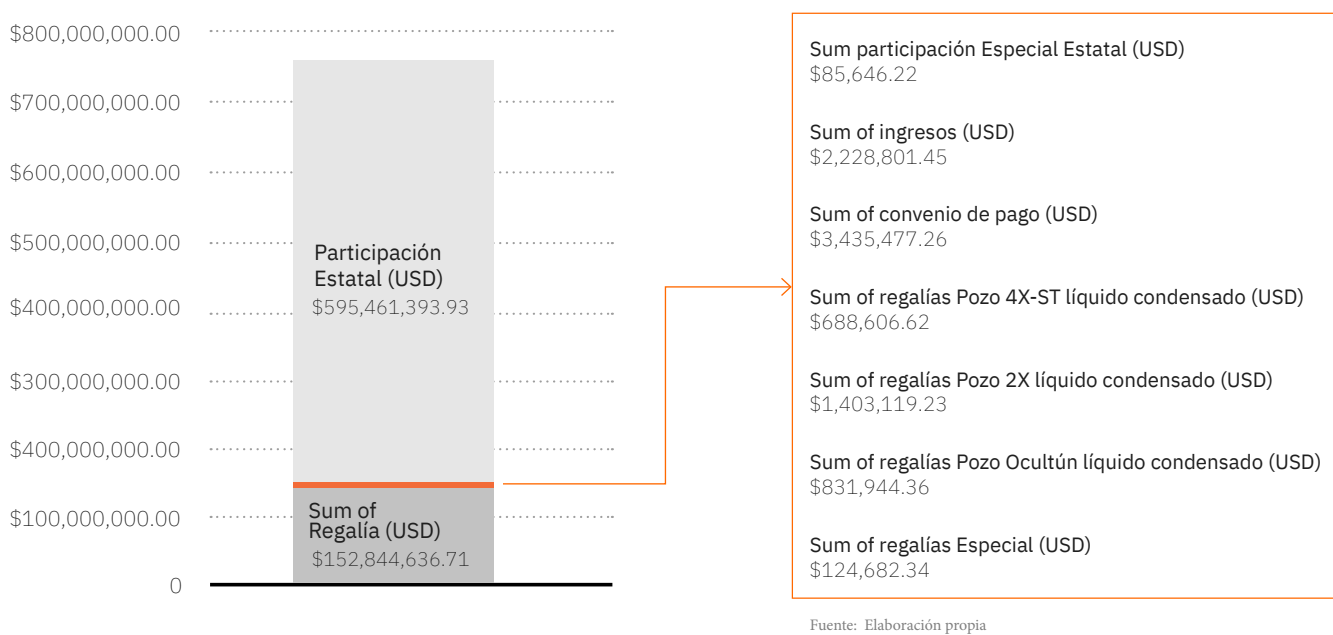 $800,000,000.00
$700,000,000.00
$600,000,000.00
$500,000,000.00
$400,000,000.00
$300,000,000.00
$400,000,000.00
$100,000,000.00
0
Participación
Estatal (USD)
$595,461,393.93
Sum of
Regalía (USD)
$152,844,636.71
Sum participación Especial Estatal (USD)
$85,646.22
Sum of ingresos (USD)
$2,228,801.45
Sum of convenio de pago (USD)
$3,435,477.26
Sum of regalías Pozo 4X-ST líquido condensado (USD)
$688,606.62
Sum of regalías Pozo 2X líquido condensado (USD)
$1,403,119.23
Sum of regalías Pozo Ocultún líquido condensado (USD)
$831,944.36
Sum of regalías Especial (USD)
$124,682.34
Fuente: Elaboración propia